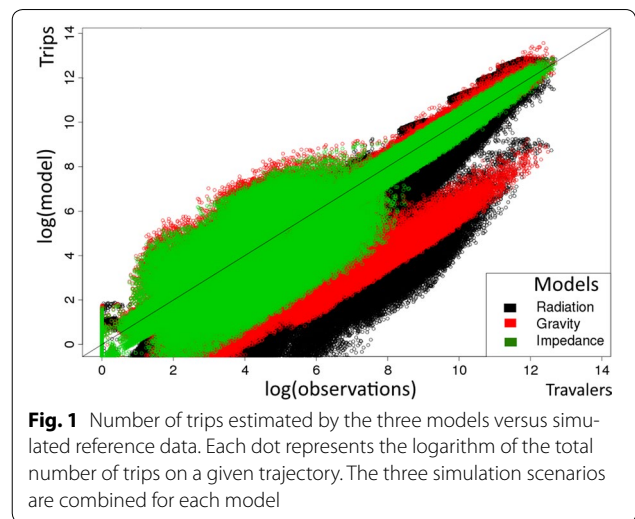 Trips
14
12
10
8
6
4
2
0
log(model)
0 2 4 6 8 10 12 14
log(observations)
Travalers
Models
Radiation
Gravity
Impedance
Fig. 1 Number of trips estimated by the three models versus simu-
lated reference data. Each dot represents the logarithm of the total
number of trips on a given trajectory. The three simulation scenarios
are combined for each model